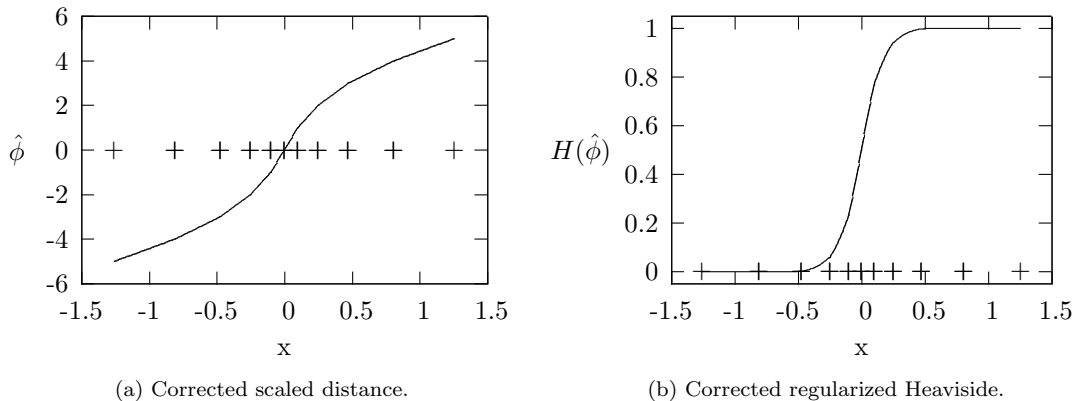 6
4
2
0
-2
-4
-6
ϕ̂
-1.5 -1 -0.5 0 0.5 1 1.5
x
(a) Corrected scaled distance.
1
0.8
0.6
0.4
0.2
0
H(ϕ̂)
-1.5 -1 -0.5 0 0.5 1 1.5
x
(b) Corrected regularized Heaviside.